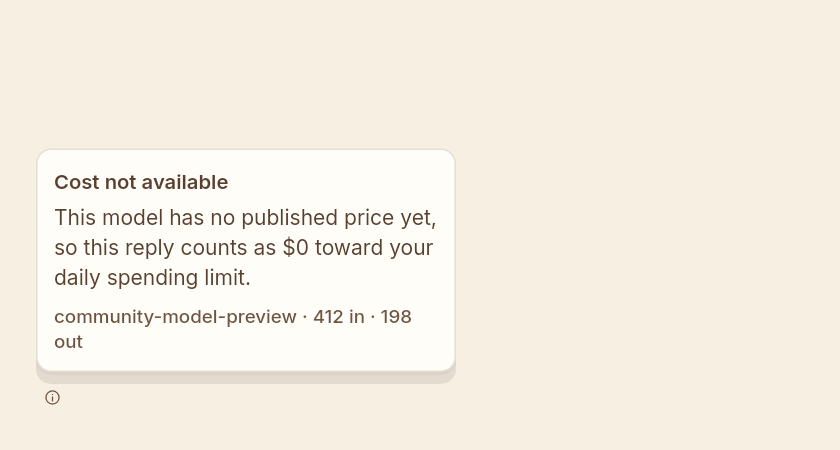 Cost not available
This model has no published price yet,
so this reply counts as $0 toward your
daily spending limit.
community-model-preview · 412 in · 198
out